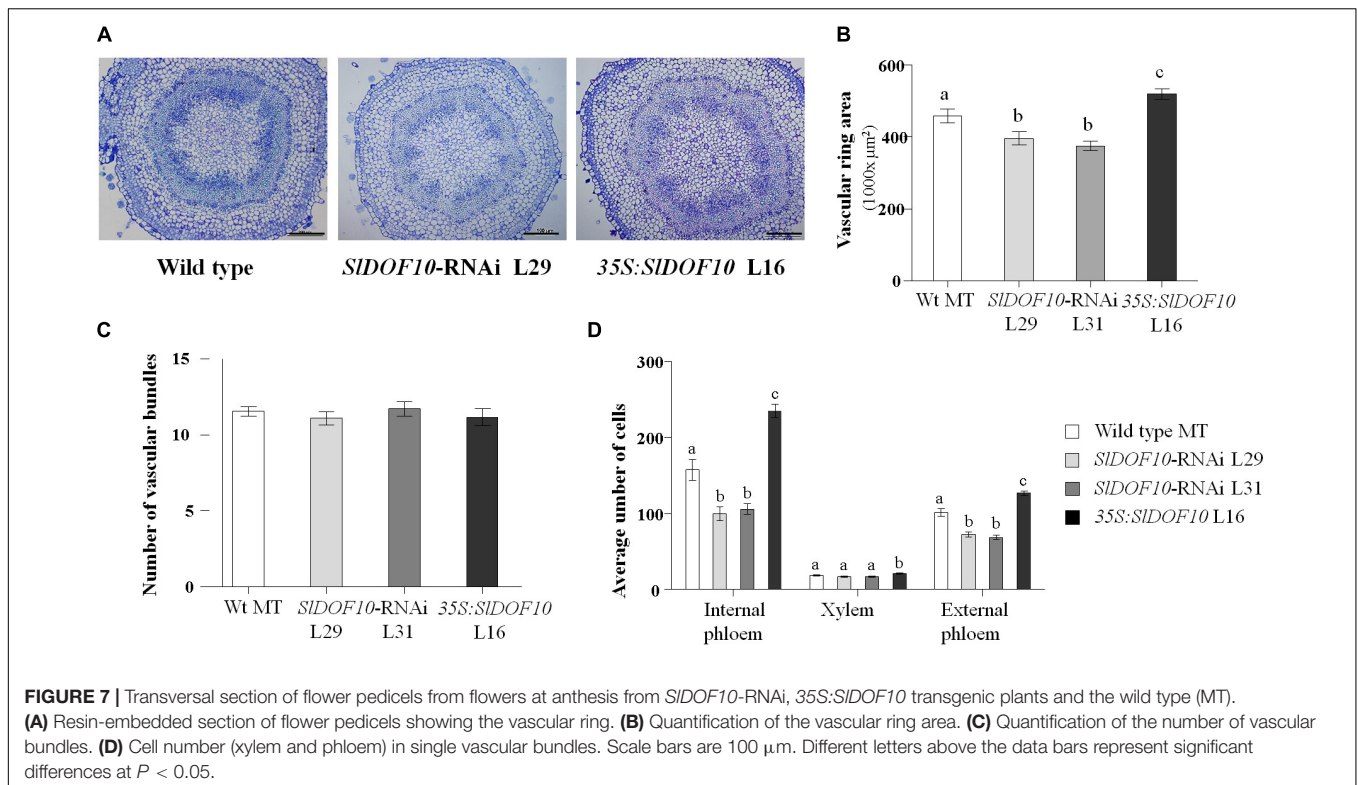 A
Wild type
SlDOF10-RNAi L29
35S:SlDOF10 L16
100 μm
B
Vascular ring area
(1000x μm²)
600
400
200
0
a
b
b
c
Wt MT
SlDOF10-RNAi
35S:SlDOF10
L29
L31
L16
C
Number of vascular bundles
15
10
5
0
Wt MT
SlDOF10-RNAi
35S:SlDOF10
L29
L31
L16
D
Average umber of cells
300
200
100
0
a
b
b
c
a
a
a
b
a
b
b
c
Internal
phloem
Xylem
External
phloem
Wild type MT
SlDOF10-RNAi L29
SlDOF10-RNAi L31
35S:SlDOF10 L16
FIGURE 7 | Transversal section of flower pedicels from flowers at anthesis from SlDOF10-RNAi, 35S:SlDOF10 transgenic plants and the wild type (MT).
(A) Resin-embedded section of flower pedicels showing the vascular ring. (B) Quantification of the vascular ring area. (C) Quantification of the number of vascular
bundles. (D) Cell number (xylem and phloem) in single vascular bundles. Scale bars are 100 μm. Different letters above the data bars represent significant
differences at P < 0.05.